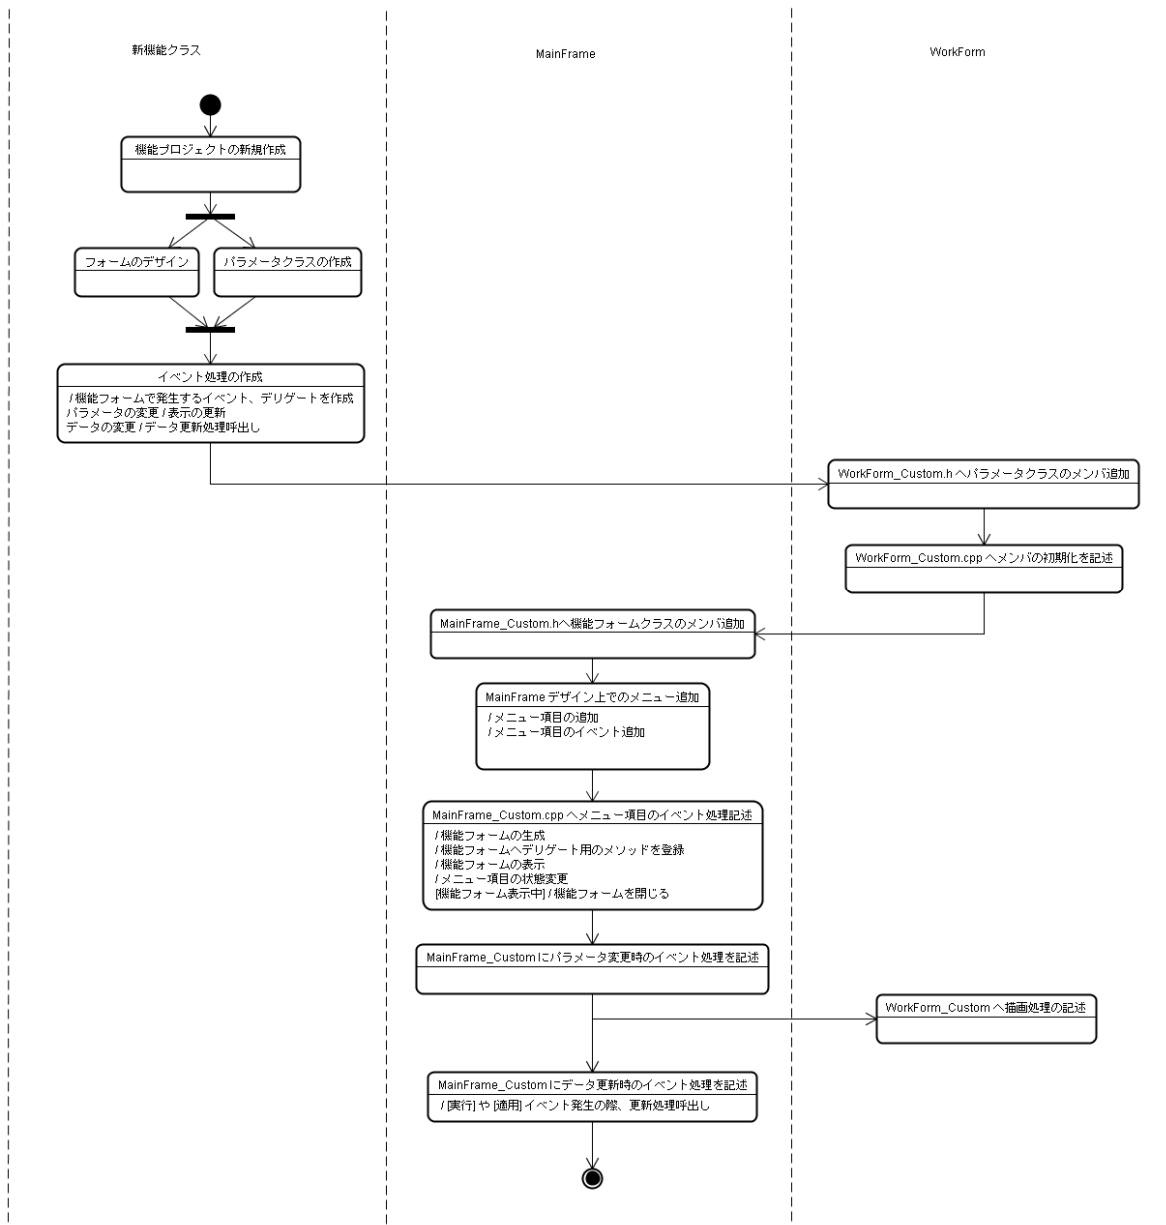 新機能クラス
MainFrame
WorkForm
機能プロジェクトの新規作成
フォームのデザイン
パラメータクラスの作成
イベント処理の作成
/ 機能フォームで発生するイベント、デリゲートを作成
パラメータの変更 / 表示の更新
データの変更 / データ更新処理呼出し
WorkForm_Custom.h へパラメータクラスのメンバ追加
WorkForm_Custom.cpp へメンバの初期化を記述
MainFrame_Custom.hへ機能フォームクラスのメンバ追加
MainFrame デザイン上でのメニュー追加
/ メニュー項目の追加
/ メニュー項目のイベント追加
MainFrame_Custom.cpp へメニュー項目のイベント処理記述
/ 機能フォームの生成
/ 機能フォームへデリゲート用のメソッドを登録
/ 機能フォームの表示
/ メニュー項目の状態変更
[機能フォーム表示中] / 機能フォームを閉じる
MainFrame_Custom にパラメータ変更時のイベント処理を記述
WorkForm_Custom へ描画処理の記述
MainFrame_Custom にデータ更新時のイベント処理を記述
/ [実行] や [適用] イベント発生の際、更新処理呼出し